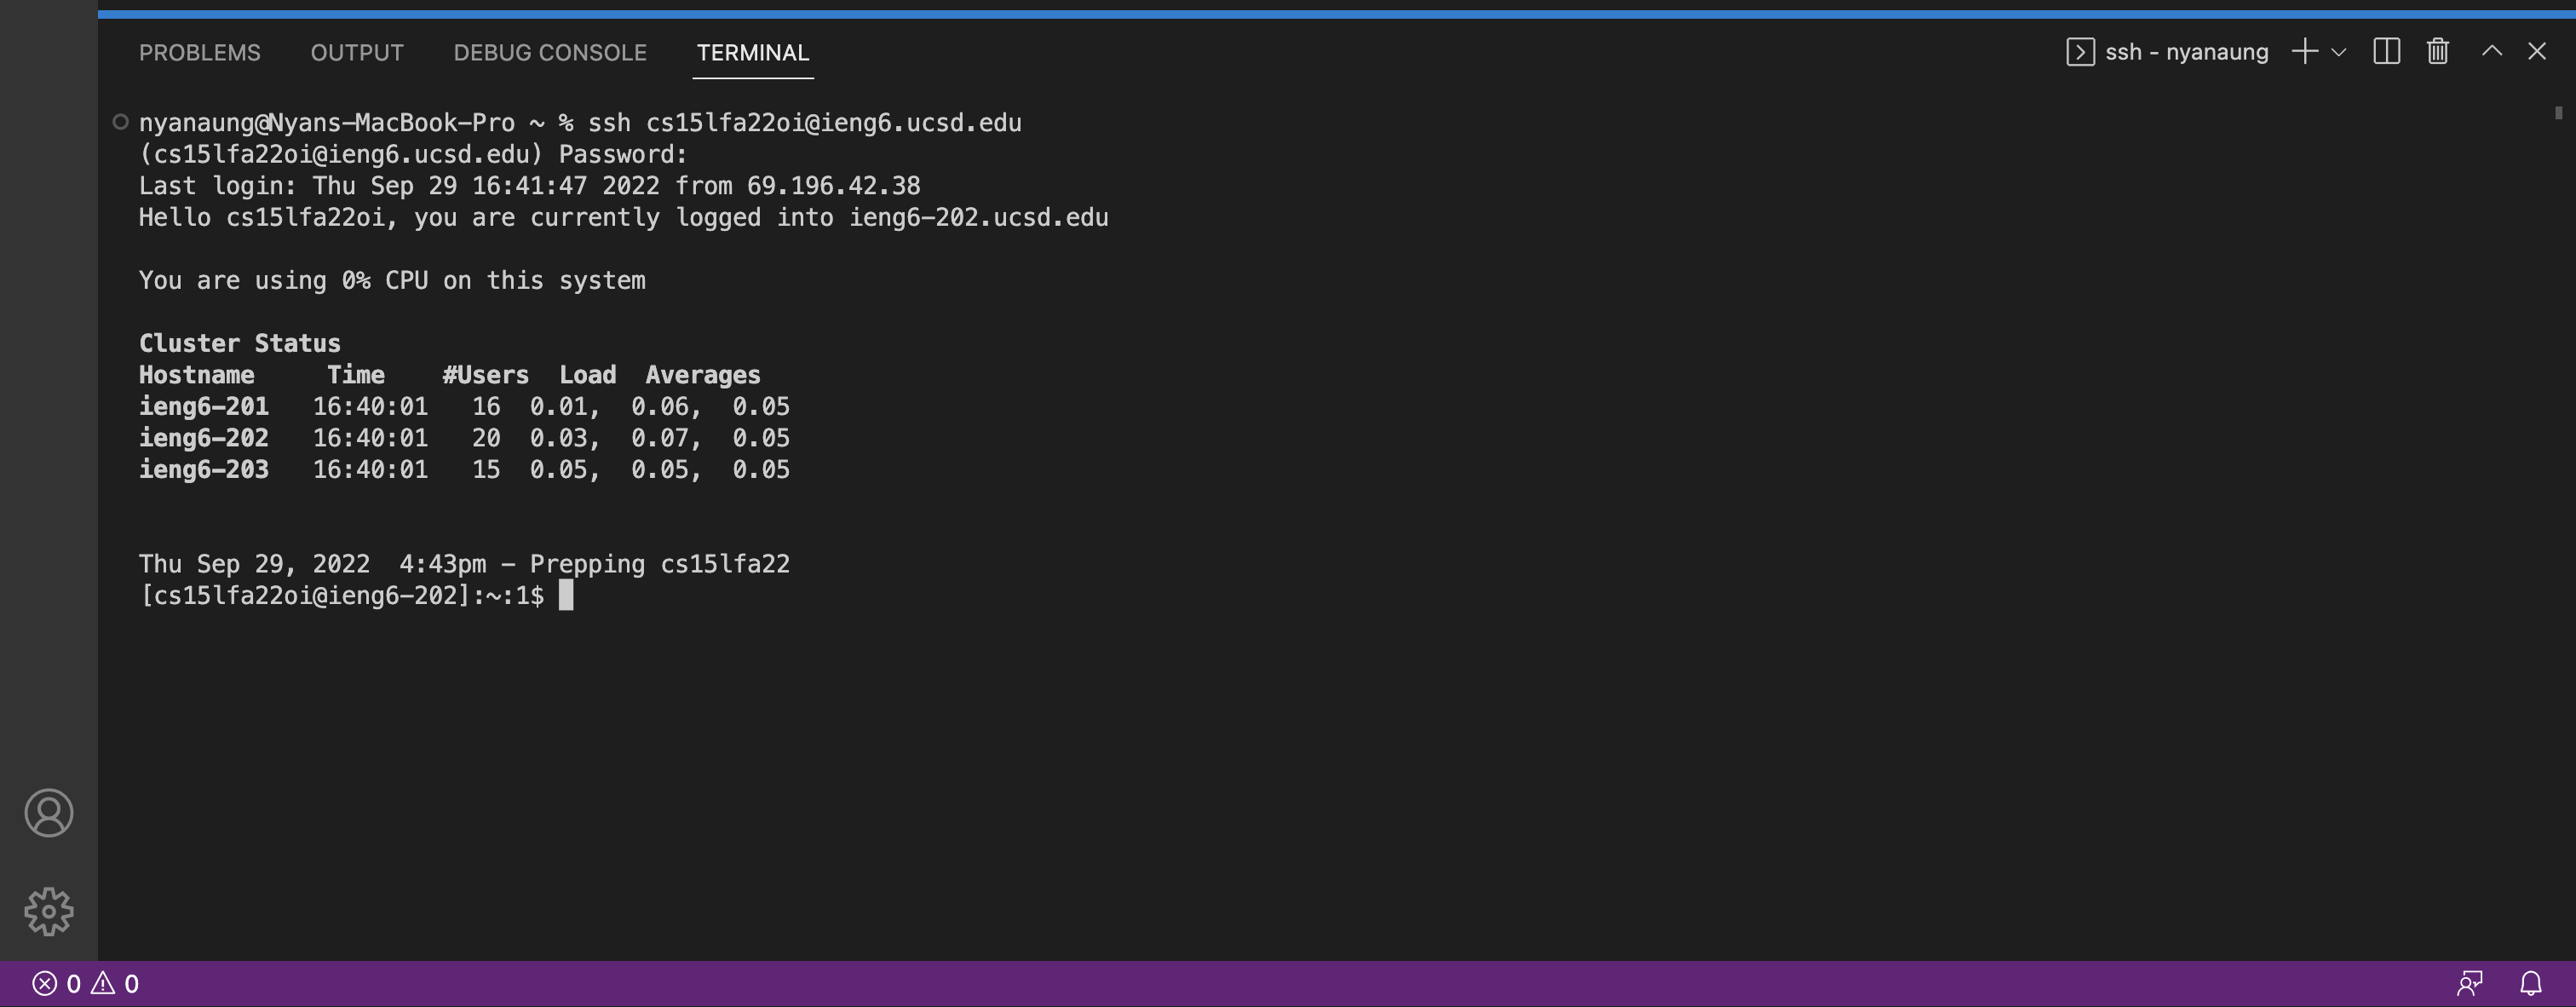 PROBLEMS OUTPUT DEBUG CONSOLE TERMINAL ssh - nyanaung
nyanaung@Nyans-MacBook-Pro ~ % ssh cs15lfa22oi@ieng6.ucsd.edu
(cs15lfa22oi@ieng6.ucsd.edu) Password:
Last login: Thu Sep 29 16:41:47 2022 from 69.196.42.38
Hello cs15lfa22oi, you are currently logged into ieng6-202.ucsd.edu
You are using 0% CPU on this system
Cluster Status
Hostname     Time    #Users  Load  Averages
ieng6-201   16:40:01   16  0.01,  0.06,  0.05
ieng6-202   16:40:01   20  0.03,  0.07,  0.05
ieng6-203   16:40:01   15  0.05,  0.05,  0.05
Thu Sep 29, 2022  4:43pm - Prepping cs15lfa22
[cs15lfa22oi@ieng6-202]:~:1$
0 0